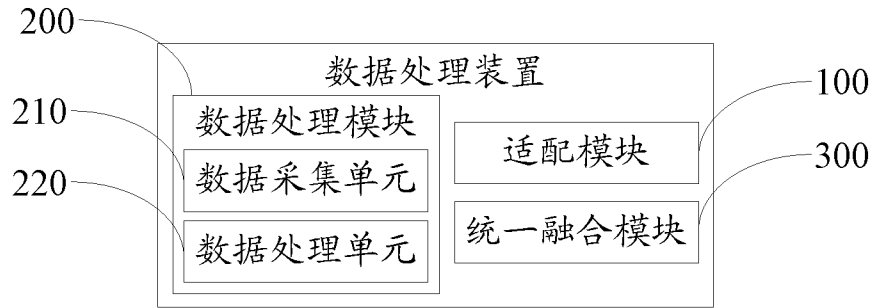 200
数据处理装置
210
数据处理模块
100
适配模块
数据采集单元
220
300
统一融合模块
数据处理单元